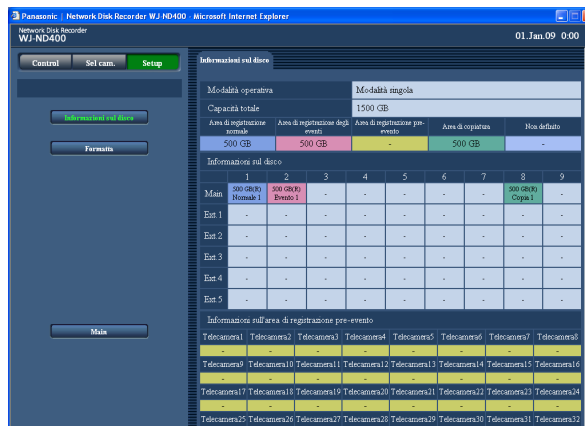 Panasonic | Network Disk Recorder WJ-ND400 - Microsoft Internet Explorer
Network Disk Recorder
WJ-ND400
01.Jan.09 0:00
Control Sel cam. Setup
Informazioni sul disco
Formatta
Main
Informazioni sul disco
Modalità operativa Modalità singola
Capacità totale 1500 GB
Area di registrazione normale Area di registrazione degli eventi Area di registrazione pre-evento Area di copiatura Non definito
500 GB 500 GB - 500 GB -
Informazioni sul disco
1 2 3 4 5 6 7 8 9
Main 500 GB(R) Normale 1 500 GB(R) Evento 1 - - - - - 500 GB(R) Copia 1 -
Ext.1 - - - - - - - - -
Ext.2 - - - - - - - - -
Ext.3 - - - - - - - - -
Ext.4 - - - - - - - - -
Ext.5 - - - - - - - - -
Informazioni sull'area di registrazione pre-evento
Telecamera1 Telecamera2 Telecamera3 Telecamera4 Telecamera5 Telecamera6 Telecamera7 Telecamera8
- - - - - - - -
Telecamera9 Telecamera10 Telecamera11 Telecamera12 Telecamera13 Telecamera14 Telecamera15 Telecamera16
- - - - - - - -
Telecamera17 Telecamera18 Telecamera19 Telecamera20 Telecamera21 Telecamera22 Telecamera23 Telecamera24
- - - - - - - -
Telecamera25 Telecamera26 Telecamera27 Telecamera28 Telecamera29 Telecamera30 Telecamera31 Telecamera32